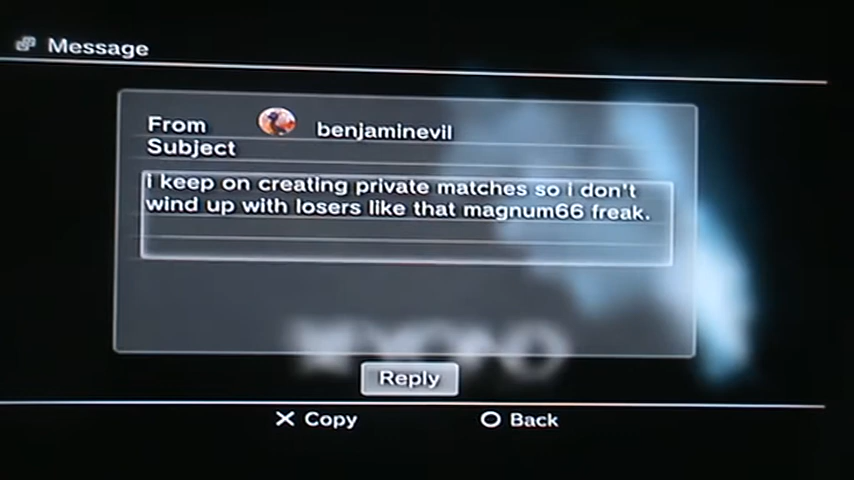 Message
From benjaminevil
Subject
i keep on creating private matches so i don't
wind up with losers like that magnum66 freak.
Reply
Copy Back